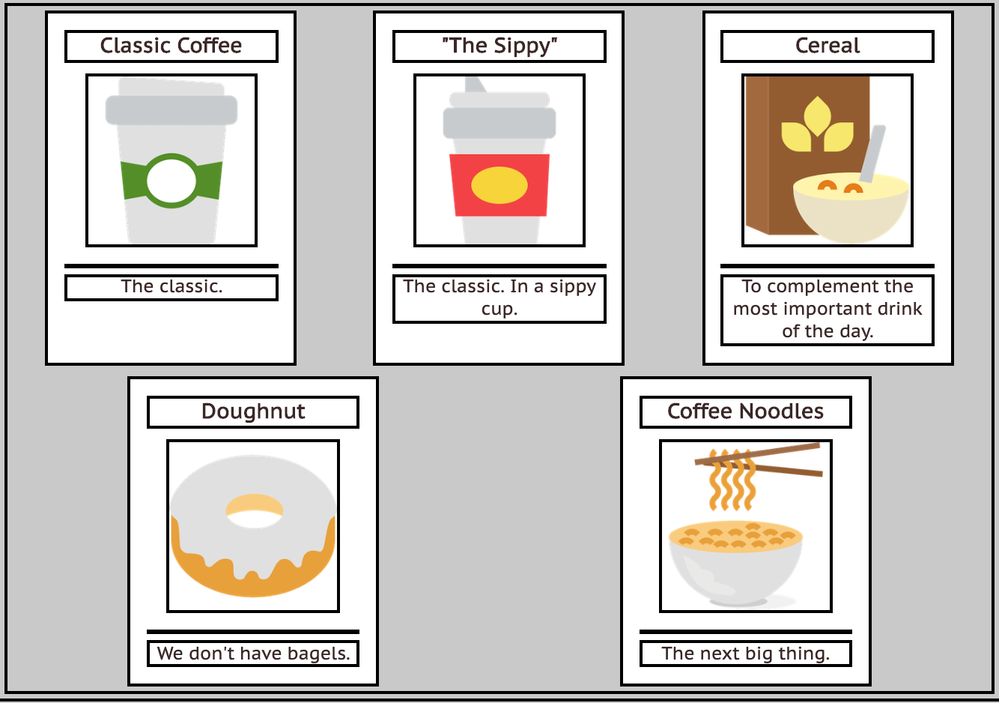 Classic Coffee
The classic.
"The Sippy"
The classic. In a sippy
cup.
Cereal
To complement the
most important drink
of the day.
Doughnut
We don't have bagels.
Coffee Noodles
The next big thing.